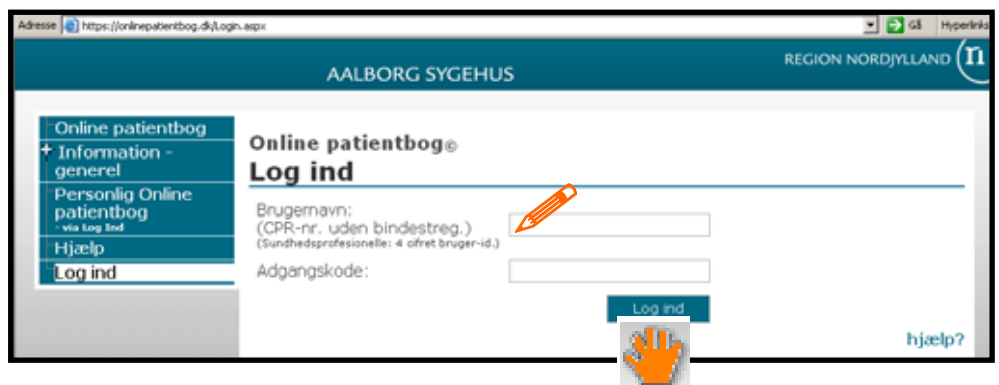 Adresse https://onlinepatientbog.dk/Login.aspx Gå Hyperlinks
AALBORG SYGEHUS
REGION NORDJYLLAND n
Online patientbog
Information -
generel
Personlig Online
patientbog
- via Log Ind
Hjælp
Log ind
Online patientbog©
Log ind
Brugernavn:
(CPR-nr. uden bindestreg.)
(Sundhedsprofesionelle: 4 cifret bruger-id.)
Adgangskode:
Log ind
hjælp?